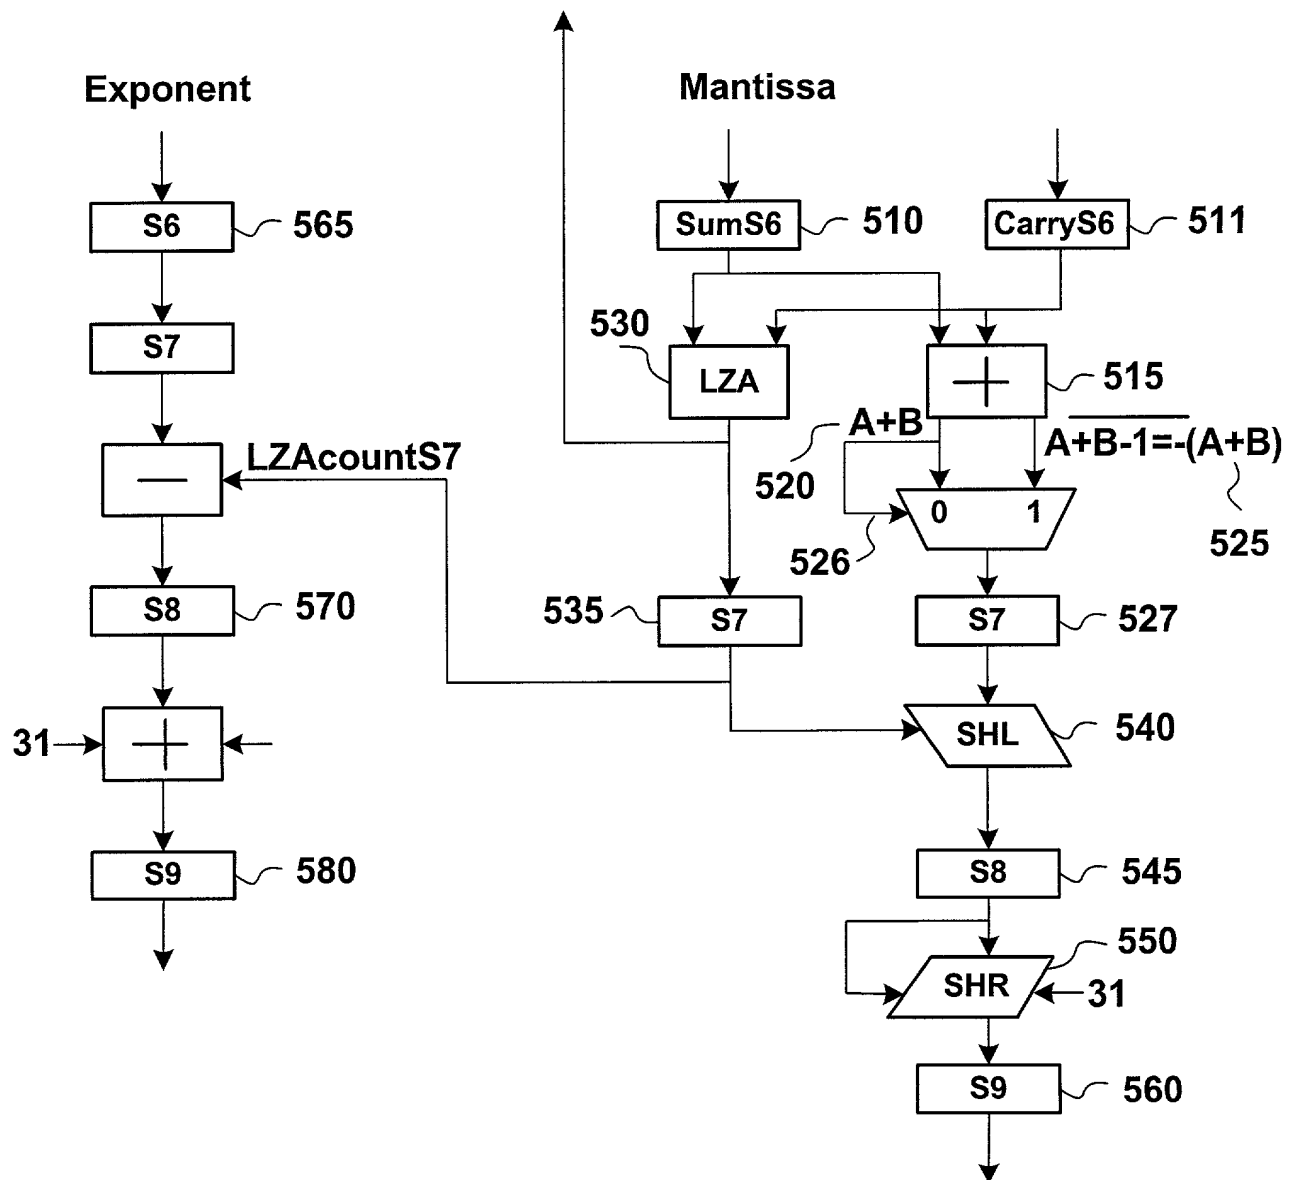 Exponent
Mantissa
S6
565
SumS6
510
CarryS6
511
S7
530
LZA
515
A+B
A+B-1=-(A+B)
LZAcountS7
520
0
1
526
525
S8
570
535
S7
S7
527
31
SHL
540
S9
580
S8
545
550
SHR
31
S9
560